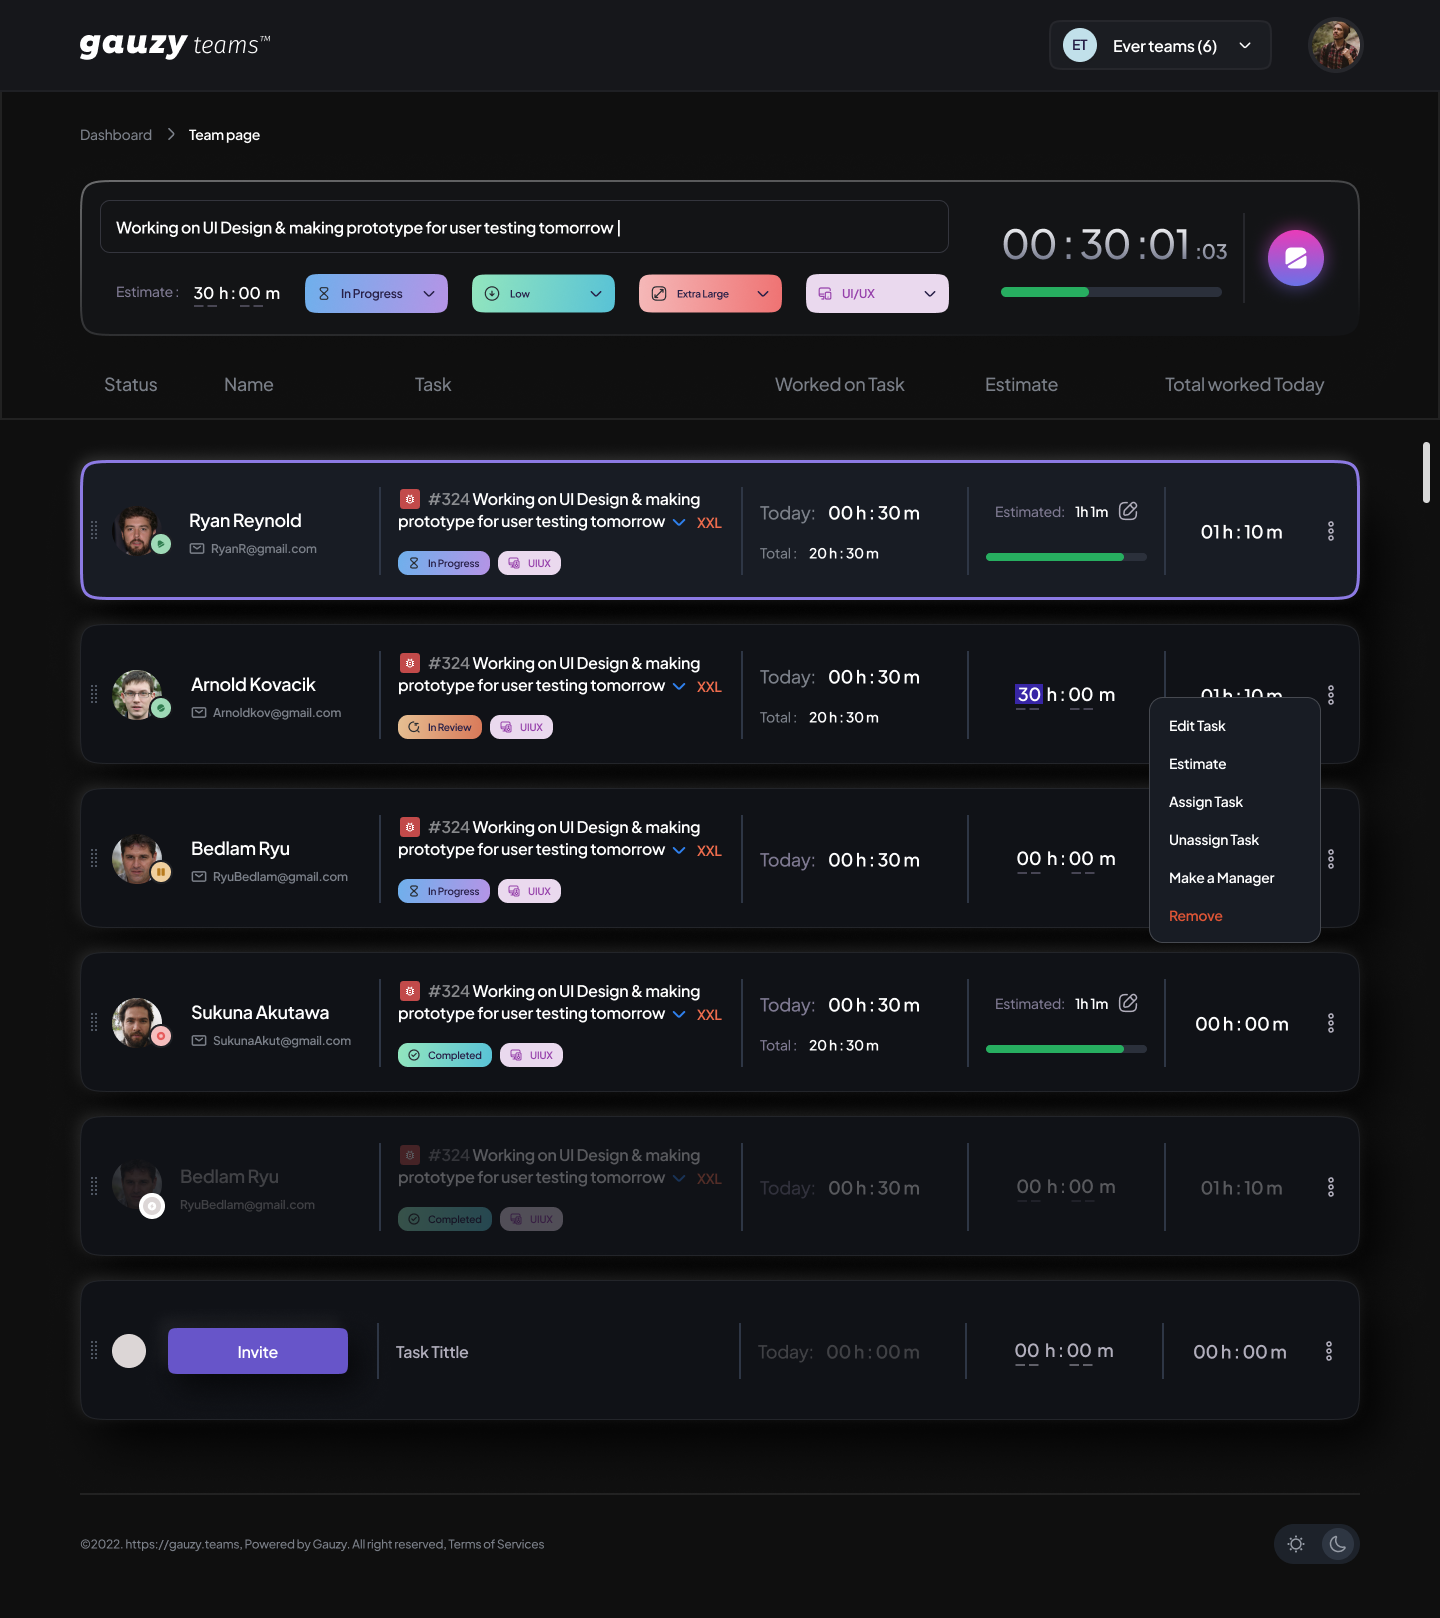 gauzy teams™
ET Ever teams (6)
Dashboard Team page
Working on UI Design & making prototype for user testing tomorrow |
00 : 30 : 01 : 03
Estimate : 30 h : 00 m In Progress Low Extra Large UI/UX
Status Name Task Worked on Task Estimate Total worked Today
#324 Working on UI Design & making
prototype for user testing tomorrow XXL
Ryan Reynold
RyanR@gmail.com
In Progress UIUX
Today: 00 h : 30 m
Total : 20 h : 30 m
Estimated: 1h 1m
01 h : 10 m
#324 Working on UI Design & making
prototype for user testing tomorrow XXL
Arnold Kovacik
Arnoldkov@gmail.com
In Review UIUX
Today: 00 h : 30 m
Total : 20 h : 30 m
30 h : 00 m
01 h : 10 m
Edit Task
Estimate
Assign Task
Unassign Task
Make a Manager
Remove
#324 Working on UI Design & making
prototype for user testing tomorrow XXL
Bedlam Ryu
RyuBedlam@gmail.com
In Progress UIUX
Today: 00 h : 30 m
00 h : 00 m
#324 Working on UI Design & making
prototype for user testing tomorrow XXL
Sukuna Akutawa
SukunaAkut@gmail.com
Completed UIUX
Today: 00 h : 30 m
Total : 20 h : 30 m
Estimated: 1h 1m
00 h : 00 m
#324 Working on UI Design & making
prototype for user testing tomorrow XXL
Bedlam Ryu
RyuBedlam@gmail.com
Completed UIUX
Today: 00 h : 30 m
00 h : 00 m
01 h : 10 m
Invite
Task Tittle
Today: 00 h : 00 m
00 h : 00 m
00 h : 00 m
©2022. https://gauzy.teams, Powered by Gauzy. All right reserved, Terms of Services